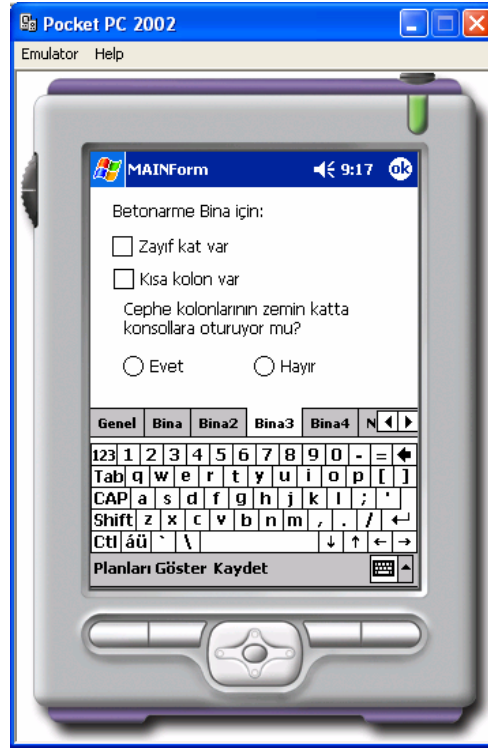 Pocket PC 2002
Emulator Help
MAINForm 9:17 ok
Betonarme Bina için:
Zayıf kat var
Kısa kolon var
Cephe kolonlarının zemin katta
konsollara oturuyor mu?
Evet Hayır
Genel Bina Bina2 Bina3 Bina4 N
123 1 2 3 4 5 6 7 8 9 0 - =
Tab q w e r t y u i o p [ ]
CAP a s d f g h j k l ; '
Shift z x c v b n m , . /
Ctl áü ` \
Planları Göster Kaydet